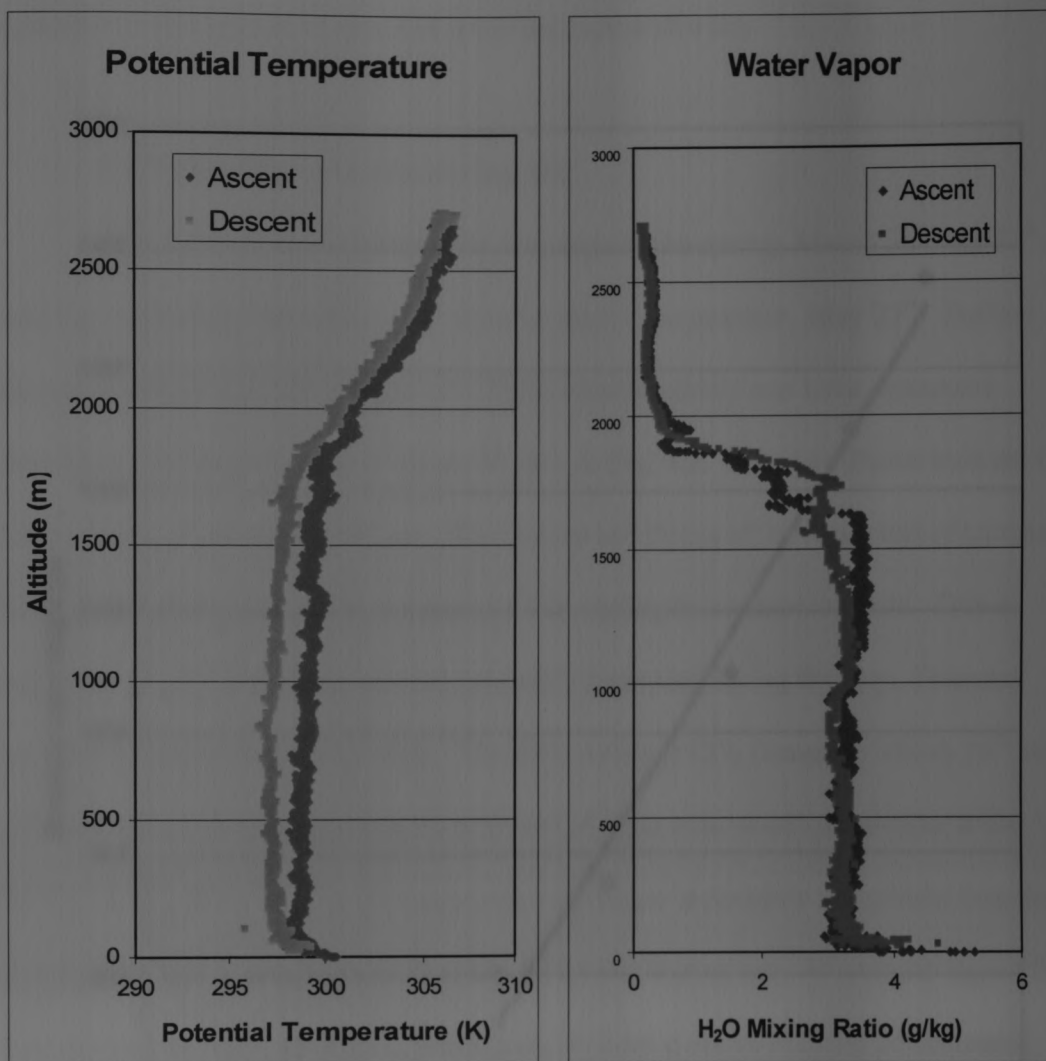 Potential Temperature
3000
2500
2000
1500
1000
500
0
Altitude (m)
Ascent
Descent
290
295
300
305
310
Potential Temperature (K)
Water Vapor
3000
2500
2000
1500
1000
500
0
Ascent
Descent
0
2
4
6
H₂O Mixing Ratio (g/kg)